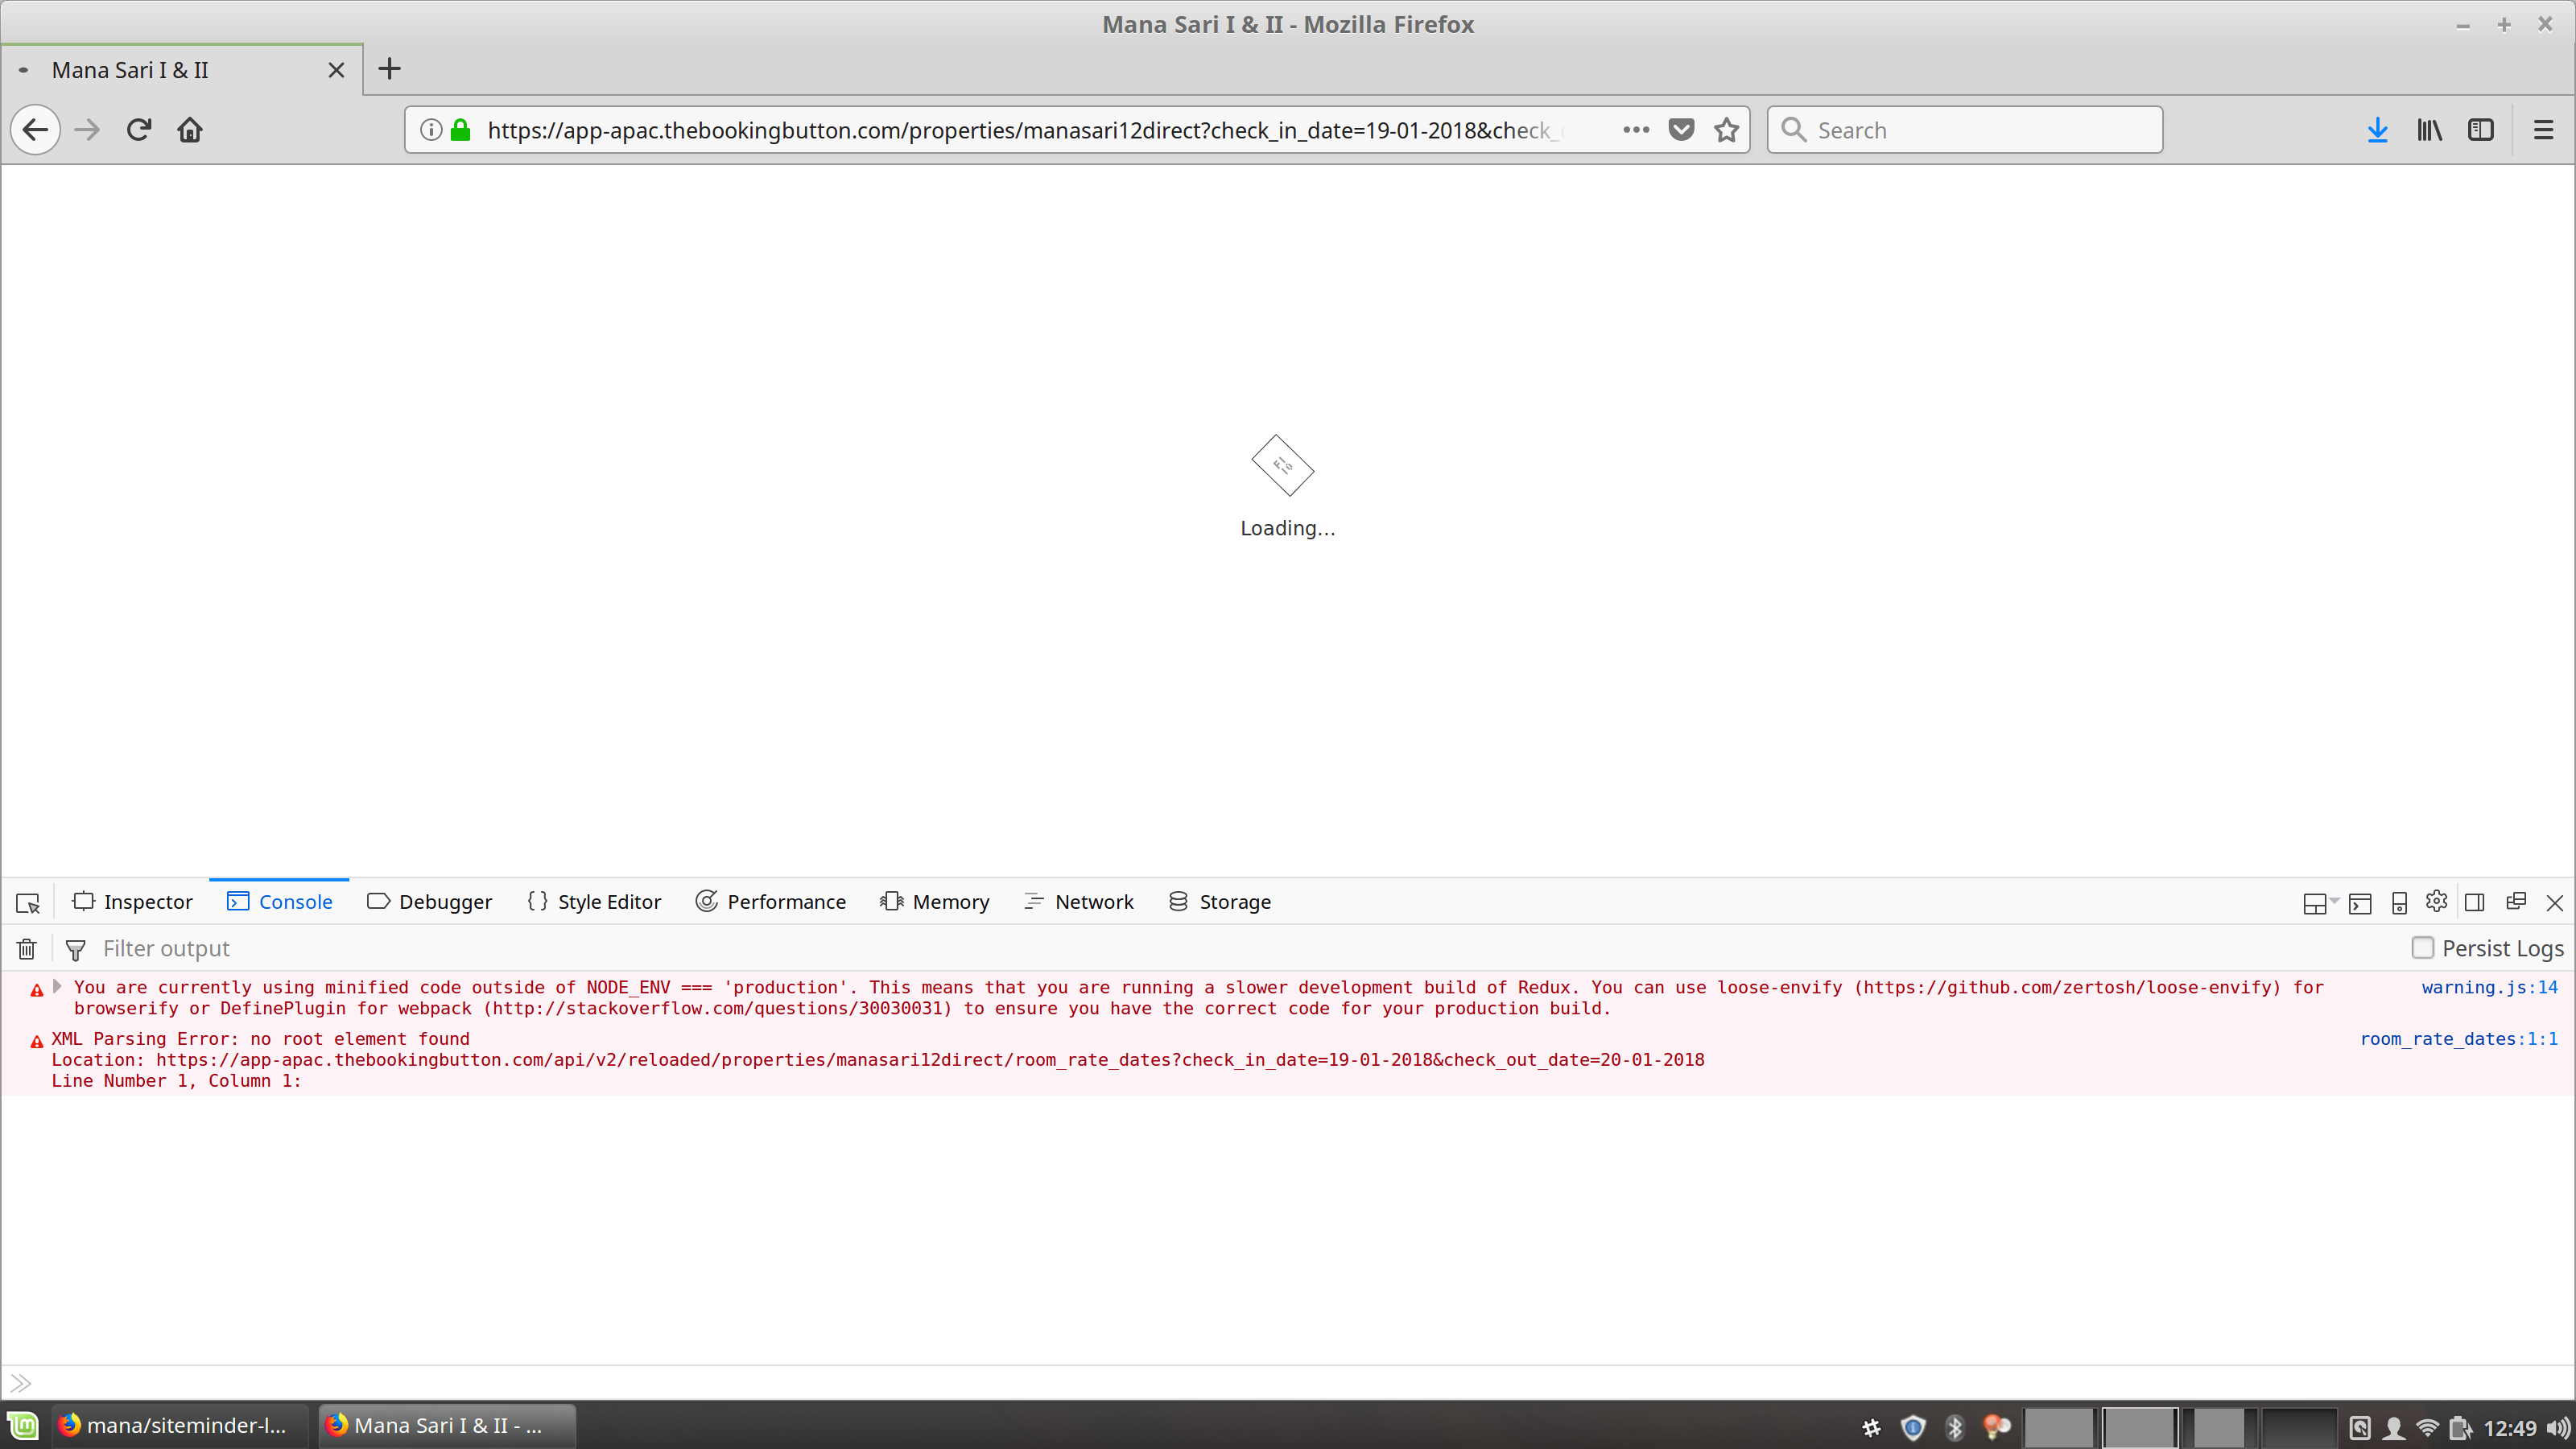 Mana Sari I & II - Mozilla Firefox
Mana Sari I & II
https://app-apac.thebookingbutton.com/properties/manasari12direct?check_in_date=19-01-2018&check_
Search
Loading...
Inspector Console Debugger Style Editor Performance Memory Network Storage
Filter output
Persist Logs
You are currently using minified code outside of NODE_ENV === 'production'. This means that you are running a slower development build of Redux. You can use loose-envify (https://github.com/zertosh/loose-envify) for warning.js:14
browserify or DefinePlugin for webpack (http://stackoverflow.com/questions/30030031) to ensure you have the correct code for your production build.
XML Parsing Error: no root element found room_rate_dates:1:1
Location: https://app-apac.thebookingbutton.com/api/v2/reloaded/properties/manasari12direct/room_rate_dates?check_in_date=19-01-2018&check_out_date=20-01-2018
Line Number 1, Column 1:
mana/siteminder-l... Mana Sari I & II - ... 12:49